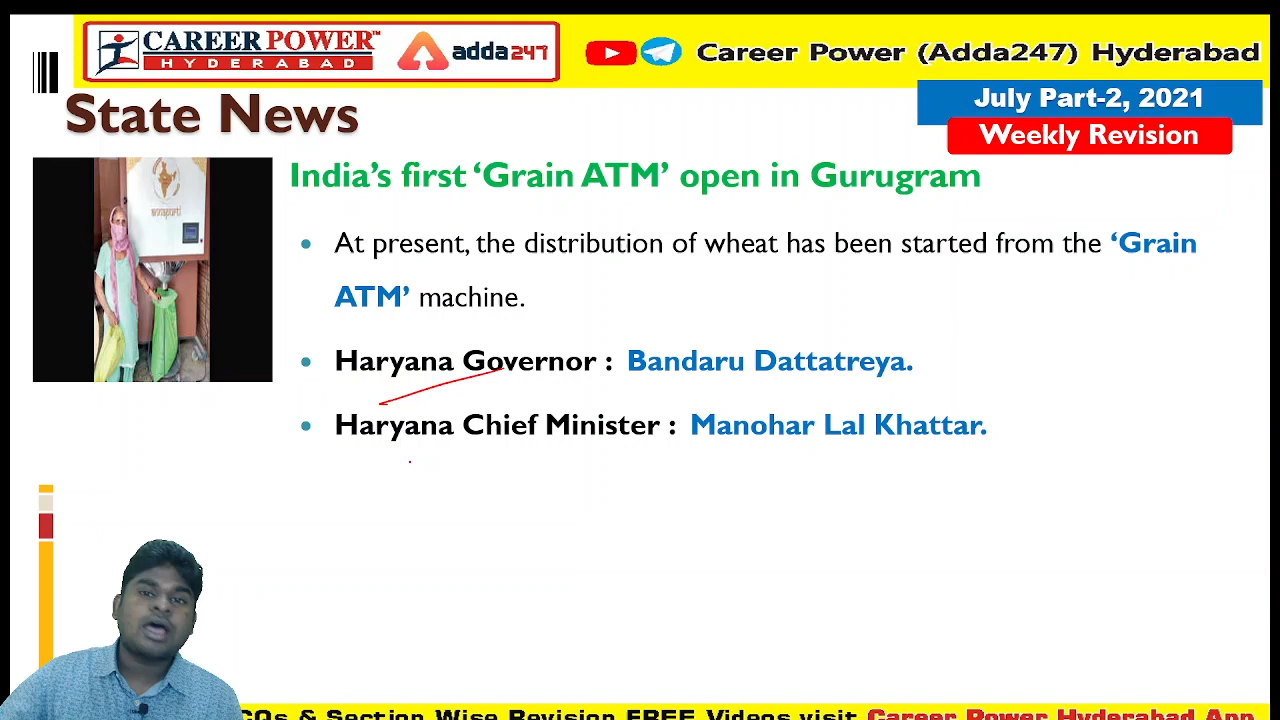 CAREER POWER™
HYDERABAD
adda247
Career Power (Adda247) Hyderabad
State News
July Part-2, 2021
Weekly Revision
annapurti
India's first ‘Grain ATM’ open in Gurugram
• At present, the distribution of wheat has been started from the ‘Grain
ATM’ machine.
• Haryana Governor : Bandaru Dattatreya.
• Haryana Chief Minister : Manohar Lal Khattar.
& Section Wise Revision FREE Videos visit Career Power Hyderabad App